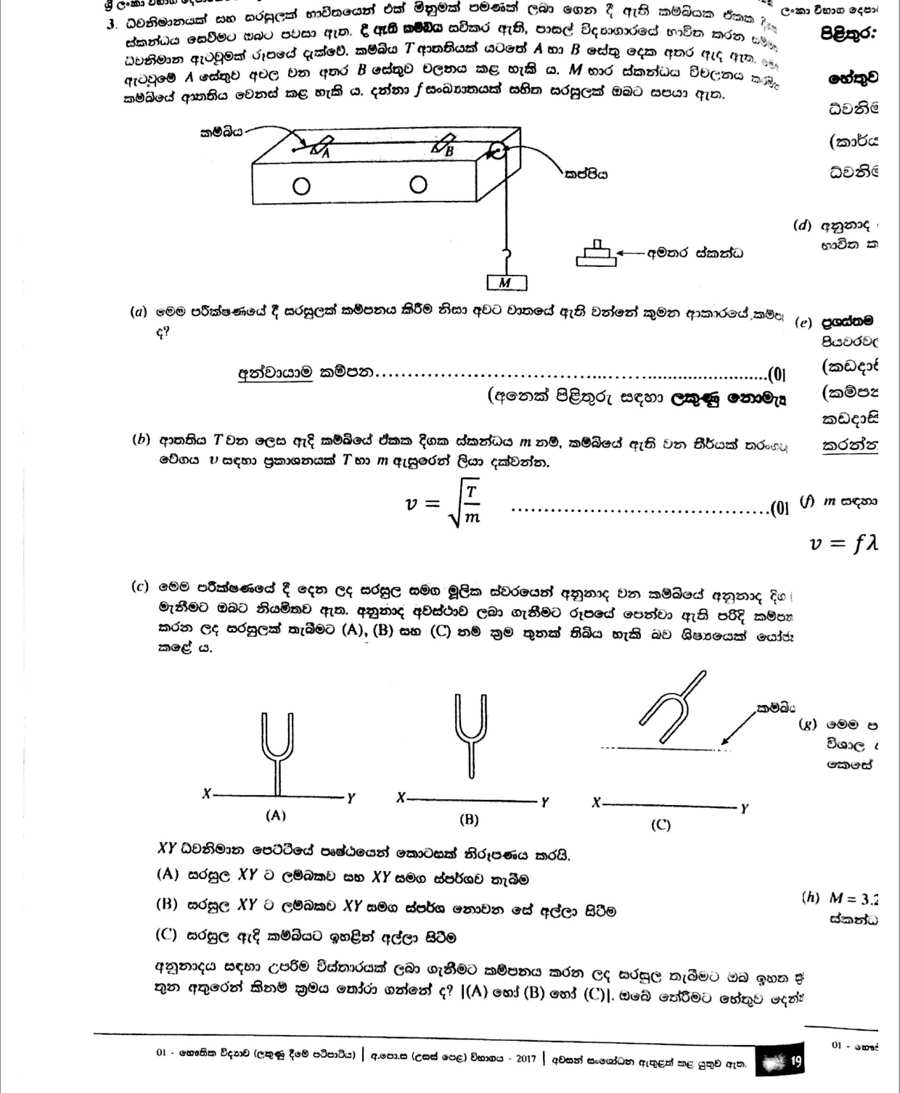 ශ්‍රී ලංකා විභාග
3. ධ්වනිමානයක් සහ සරසුලක් භාවිතයෙන් එක් මිනුමක් පමණක් ලබා ගෙන දී ඇති කම්බියක ඒකක
ස්කන්ධය සෙවීමට ඔබට පවසා ඇත. දී ඇති කම්බිය සවිකර ඇති, පාසල් විද්‍යාගාරයේ භාවිත කරන
ධ්වනිමාන ඇටවුමක් රූපයේ දැක්වේ. කම්බිය T ආතතියක් යටතේ A හා B සේතු දෙක අතර ඇද ඇත.
ඇටවුමේ A සේතුව අචල වන අතර B සේතුව චලනය කළ හැකි ය. M භාර ස්කන්ධය විචලනය
කම්බියේ ආතතිය වෙනස් කළ හැකි ය. දන්නා f සංඛ්‍යාතයක් සහිත සරසුලක් ඔබට සපයා ඇත.
කම්බිය
A
B
කප්පිය
අමතර ස්කන්ධ
M
(a) මෙම පරීක්ෂණයේ දී සරසුලක් කම්පනය කිරීම නිසා අවට වාතයේ ඇති වන්නේ කුමන ආකාරයේ
ද?
අන්වායාම කම්පන..........(01
(අනෙක් පිළිතුරු සඳහා ලකුණු නොමැ
(b) ආතතිය T වන ලෙස ඇදි කම්බියේ ඒකක දිගක ස්කන්ධය m නම්, කම්බියේ ඇති වන තීර්යක් තරංග
වේගය v සඳහා ප්‍රකාශනයක් T හා m ඇසුරෙන් ලියා දක්වන්න.
v = √(T/m) ..........(01
(c) මෙම පරීක්ෂණයේ දී දෙන ලද සරසුල සමග මූලික ස්වරයෙන් අනුනාද වන කම්බියේ අනුනාද දිග
මැනීමට ඔබට නියමිතව ඇත. අනුනාද අවස්ථාව ලබා ගැනීමට රූපයේ පෙන්වා ඇති පරිදි කම්පන
කරන ලද සරසුලක් තැබීමට (A), (B) සහ (C) නම් ක්‍රම තුනක් තිබිය හැකි බව ශිෂ්‍යයෙක් යෝජ
කළේ ය.
කම්බිය
X Y
(A)
X Y
(B)
X Y
(C)
XY ධ්වනිමාන පෙට්ටියේ පෘෂ්ඨයෙන් කොටසක් නිරූපණය කරයි.
(A) සරසුල XY ට ලම්බකව සහ XY සමග ස්පර්ශව තැබීම
(B) සරසුල XY ට ලම්බකව XY සමග ස්පර්ශ නොවන සේ අල්ලා සිටීම
(C) සරසුල ඇදි කම්බියට ඉහළින් අල්ලා සිටීම
අනුනාදය සඳහා උපරිම විස්තාරයක් ලබා ගැනීමට කම්පනය කරන ලද සරසුල තැබීමට ඔබ ඉහත
තුන අතුරෙන් කිනම් ක්‍රමය තෝරා ගන්නේ ද? [(A) හෝ (B) හෝ (C)]. ඔබේ තේරීමට හේතුව දෙන්
01 - භෞතික විද්‍යාව (ලකුණු දීමේ පටිපාටිය) | අ.පො.ස (උසස් පෙළ) විභාගය - 2017 | අවසන් සංශෝධන ඇතුළත් කළ යුතුව ඇත.
19
ලංකා විභාග දෙපා
පිළිතුර:
හේතුව
ධ්වනිම
(කාර්ය
ධ්වනිම
(d) අනුනාද
භාවිත ක
(e) ප්‍රශස්තම
පියවරවල
(කඩදාසි
(කම්පන
කඩදාසි
කරන්න
(f) m සඳහා
v = fλ
(g) මෙම ප
විශාල
කෙසේ
(h) M = 3.2
ස්කන්ධ
01 - භෞ